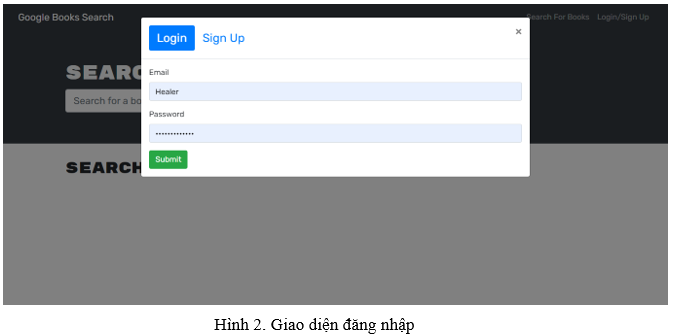 Google Books Search
Search For Books Login/Sign Up
Login Sign Up ×
SEARC
Search for a bo
Email
Healer
Password
•••••••••••••
Submit
SEARCH
Hình 2. Giao diện đăng nhập